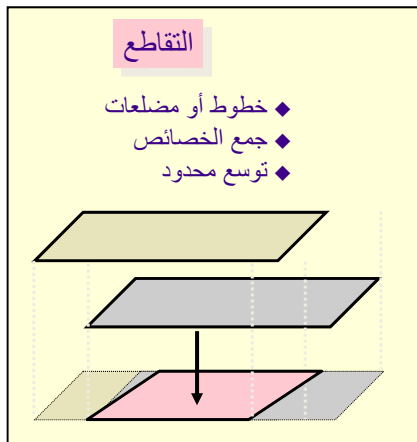 التقاطع
◆ خطوط أو مضلعات
◆ جمع الخصائص
◆ توسع محدود